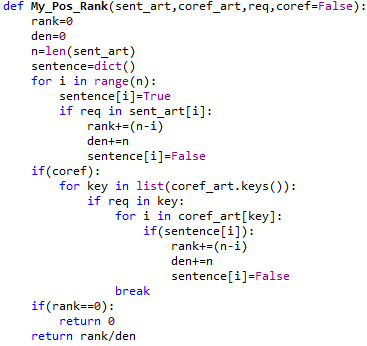 def My_Pos_Rank(sent_art,coref_art,req,coref=False):
    rank=0
    den=0
    n=len(sent_art)
    sentence=dict()
    for i in range(n):
        sentence[i]=True
        if req in sent_art[i]:
            rank+=(n-i)
            den+=n
            sentence[i]=False
    if(coref):
        for key in list(coref_art.keys()):
            if req in key:
                for i in coref_art[key]:
                    if(sentence[i]):
                        rank+=(n-i)
                        den+=n
                        sentence[i]=False
                break
    if(rank==0):
        return 0
    return rank/den